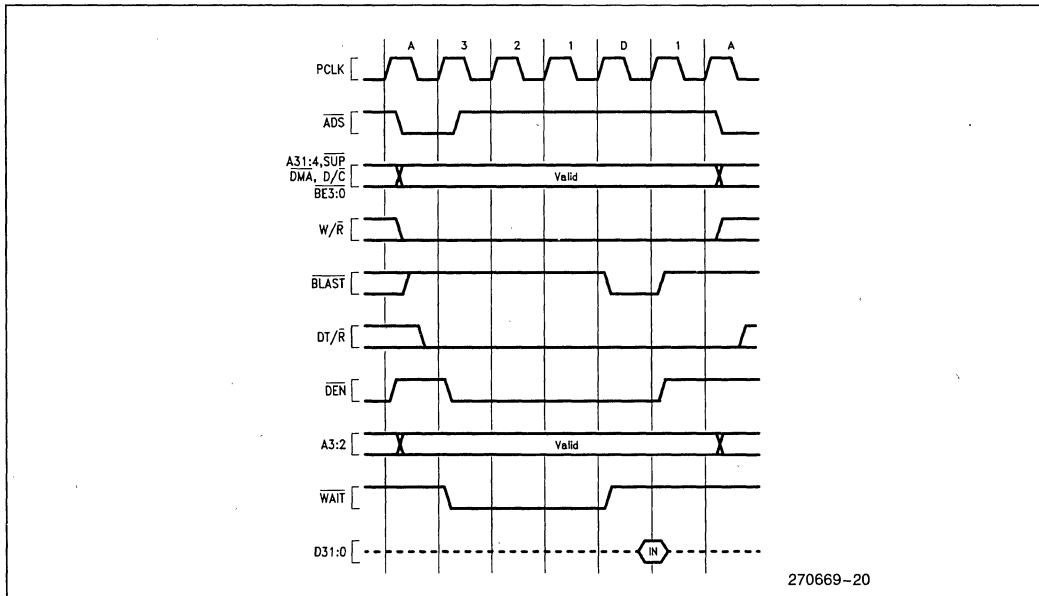 A 3 2 1 D 1 A
PCLK
ADS
A31:4, SUP
DMA, D/C
BE3:0
Valid
W/R
BLAST
DT/R
DEN
A3:2
Valid
WAIT
D31:0
IN
270669-20